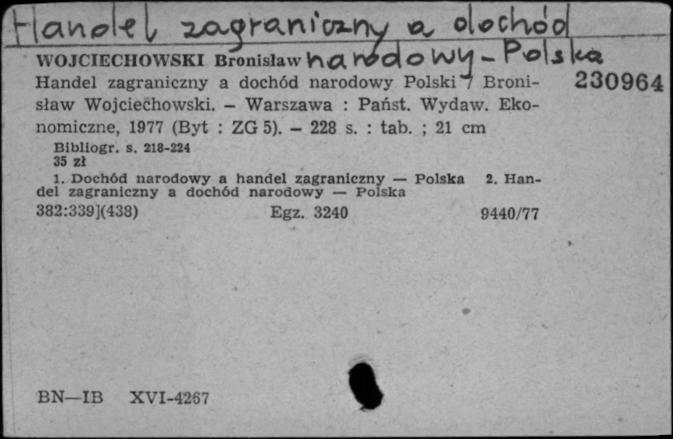 Handel zagraniczny a dochód
narodowy - Polska
WOJCIECHOWSKI Bronisław
Handel zagraniczny a dochód narodowy Polski / Broni-
230964
sław Wojciechowski. — Warszawa : Państ. Wydaw. Eko-
nomiczne, 1977 (Byt : ZG 5). — 228 s. : tab. ; 21 cm
Bibliogr. s. 218-224
35 zł
1. Dochód narodowy a handel zagraniczny — Polska 2. Han-
del zagraniczny a dochód narodowy — Polska
382:339](438) Egz. 3240 9440/77
BN—IB XVI-4267